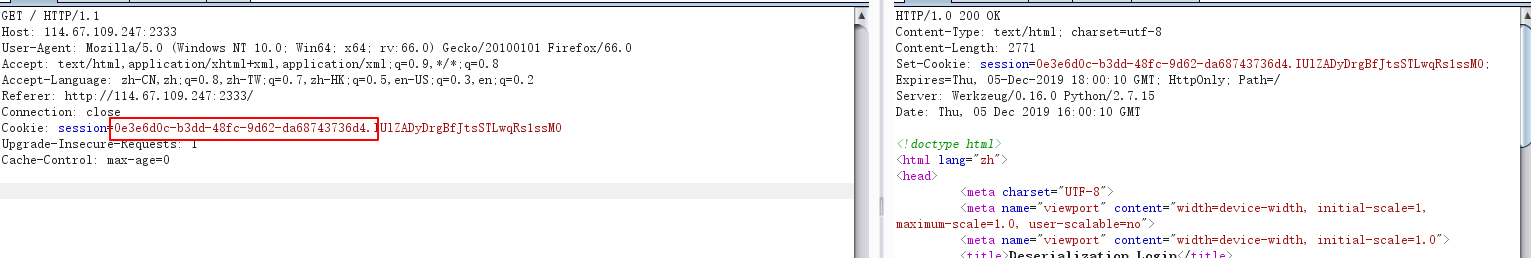 GET / HTTP/1.1
Host: 114.67.109.247:2333
User-Agent: Mozilla/5.0 (Windows NT 10.0; Win64; x64; rv:66.0) Gecko/20100101 Firefox/66.0
Accept: text/html,application/xhtml+xml,application/xml;q=0.9,*/*;q=0.8
Accept-Language: zh-CN,zh;q=0.8,zh-TW;q=0.7,zh-HK;q=0.5,en-US;q=0.3,en;q=0.2
Referer: http://114.67.109.247:2333/
Connection: close
Cookie: session=0e3e6d0c-b3dd-48fc-9d62-da68743736d4.IUlZADyDrgBfJtsSTLwqRs1ssM0
Upgrade-Insecure-Requests: 1
Cache-Control: max-age=0
HTTP/1.0 200 OK
Content-Type: text/html; charset=utf-8
Content-Length: 2771
Set-Cookie: session=0e3e6d0c-b3dd-48fc-9d62-da68743736d4.IUlZADyDrgBfJtsSTLwqRs1ssM0;
Expires=Thu, 05-Dec-2019 18:00:10 GMT; HttpOnly; Path=/
Server: Werkzeug/0.16.0 Python/2.7.15
Date: Thu, 05 Dec 2019 16:00:10 GMT
<!doctype html>
<html lang="zh">
<head>
<meta charset="UTF-8">
<meta name="viewport" content="width=device-width, initial-scale=1,
maximum-scale=1.0, user-scalable=no">
<meta name="viewport" content="width=device-width, initial-scale=1.0">
<title>Deserialization Login</title>